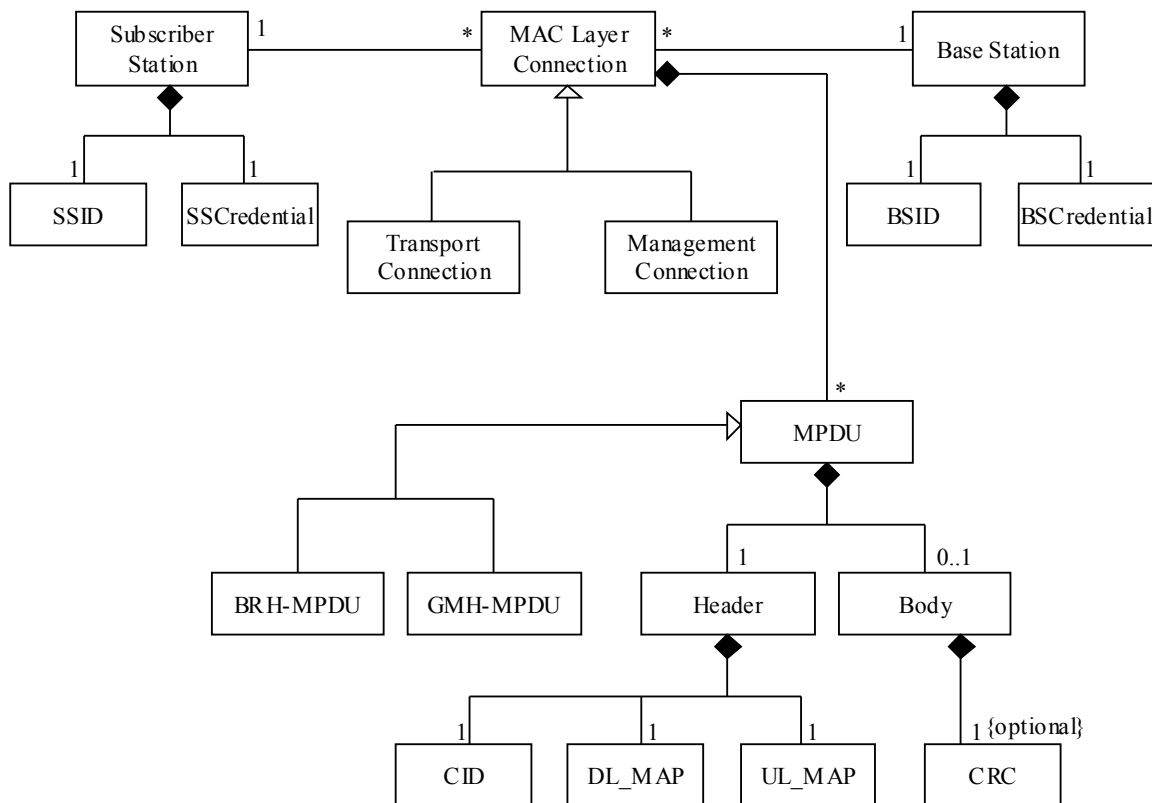 Subscriber
Station
1
*
MAC Layer
Connection
*
1
Base Station
1
SSID
1
SSCredential
Transport
Connection
Management
Connection
1
BSID
1
BSCredential
*
MPDU
BRH-MPDU
GMH-MPDU
1
Header
0..1
Body
1
CID
1
DL_MAP
1
UL_MAP
1 {optional}
CRC